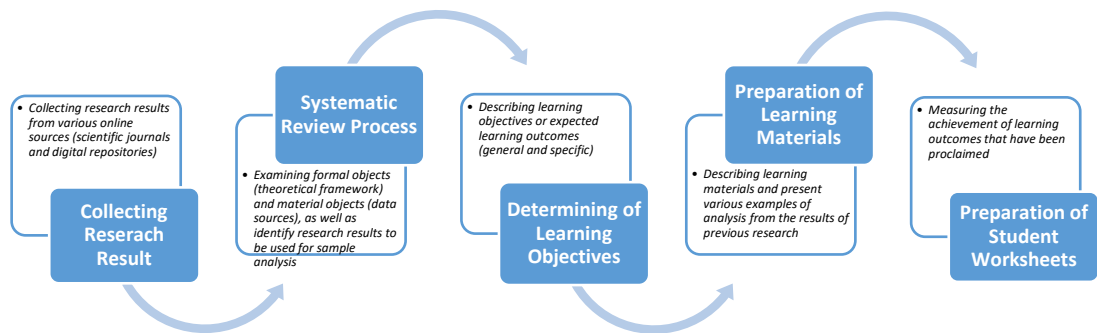 • Collecting research results
from various online
sources (scientific journals
and digital repositories)
Collecting
Reserach
Result
Systematic
Review Process
• Examining formal objects
(theoretical framework)
and material objects (data
sources), as well as
identify research results to
be used for sample
analysis
• Describing learning
objectives or expected
learning outcomes
(general and specific)
Determining of
Learning
Objectives
Preparation of
Learning
Materials
• Describing learning
materials and present
various examples of
analysis from the results of
previous research
• Measuring the
achievement of learning
outcomes that have been
proclaimed
Preparation of
Student
Worksheets